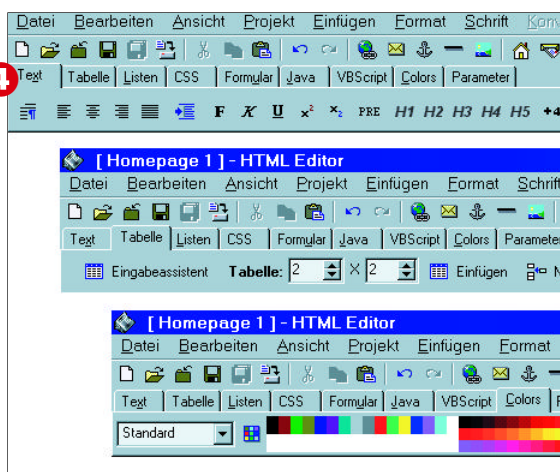 Datei Bearbeiten Ansicht Projekt Einfügen Format Schrift
4
Text Tabelle Listen CSS Formular Java VBScript Colors Parameter
F K U x² x₂ PRE H1 H2 H3 H4 H5 +4
[ Homepage 1 ] - HTML Editor
Datei Bearbeiten Ansicht Projekt Einfügen Format Schrift
Text Tabelle Listen CSS Formular Java VBScript Colors Parameter
Eingabeassistent Tabelle: 2 X 2 Einfügen N
[ Homepage 1 ] - HTML Editor
Datei Bearbeiten Ansicht Projekt Einfügen Format
Text Tabelle Listen CSS Formular Java VBScript Colors P
Standard